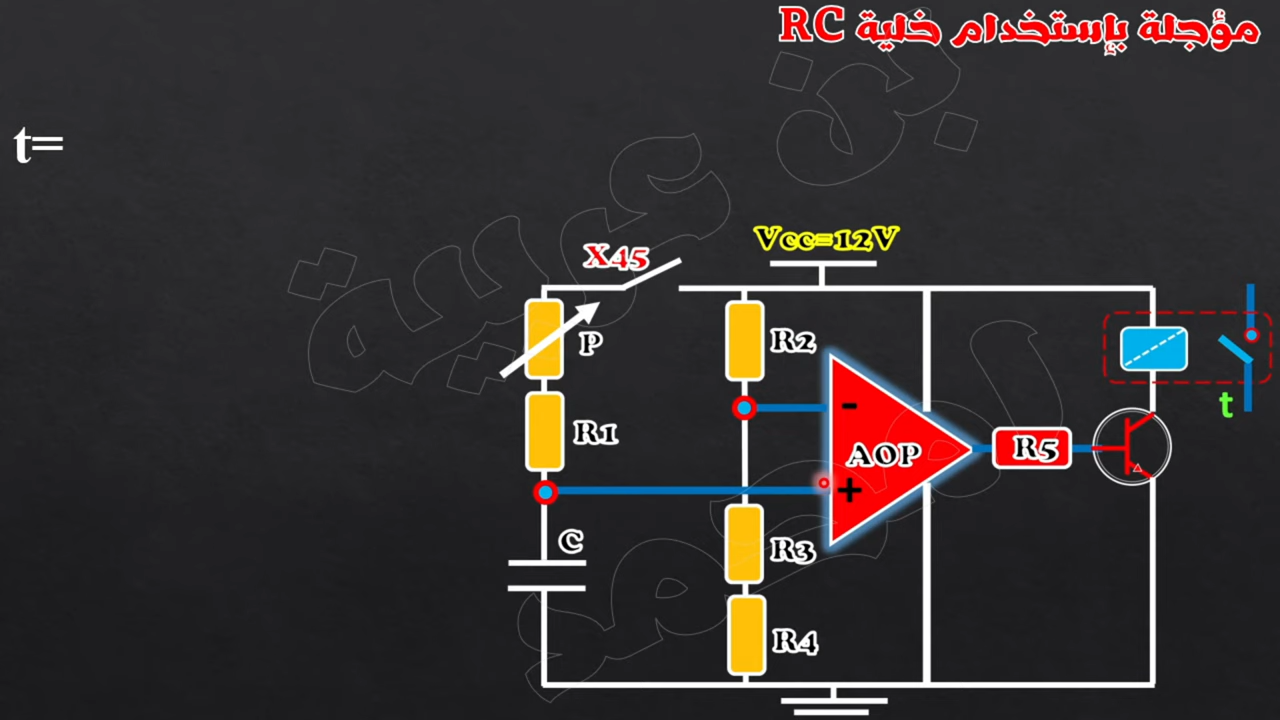 مؤجلة بإستخدام خلية RC
t=
Vcc=12V
X45
P
R2
R1
t
-
AOP
R5
+
C
R3
R4